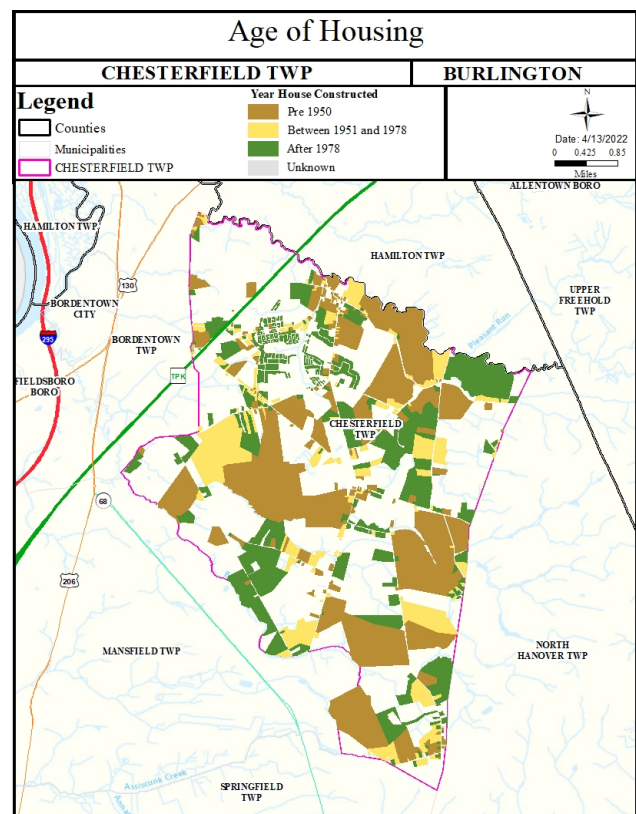 Age of Housing
CHESTERFIELD TWP
BURLINGTON
Legend
Counties
Municipalities
CHESTERFIELD TWP
Year House Constructed
Pre 1950
Between 1951 and 1978
After 1978
Unknown
N
Date: 4/13/2022
0 0.425 0.85
Miles
ALLENTOWN BORO
HAMILTON TWP
HAMILTON TWP
130
BORDENTOWN
CITY
UPPER
FREEHOLD
TWP
Pleasant Run
295
BORDENTOWN
TWP
TPK
FIELDSBORO
BORO
CHESTERFIELD
TWP
68
206
MANSFIELD TWP
NORTH
HANOVER TWP
Assiscunk Creek
SPRINGFIELD
TWP